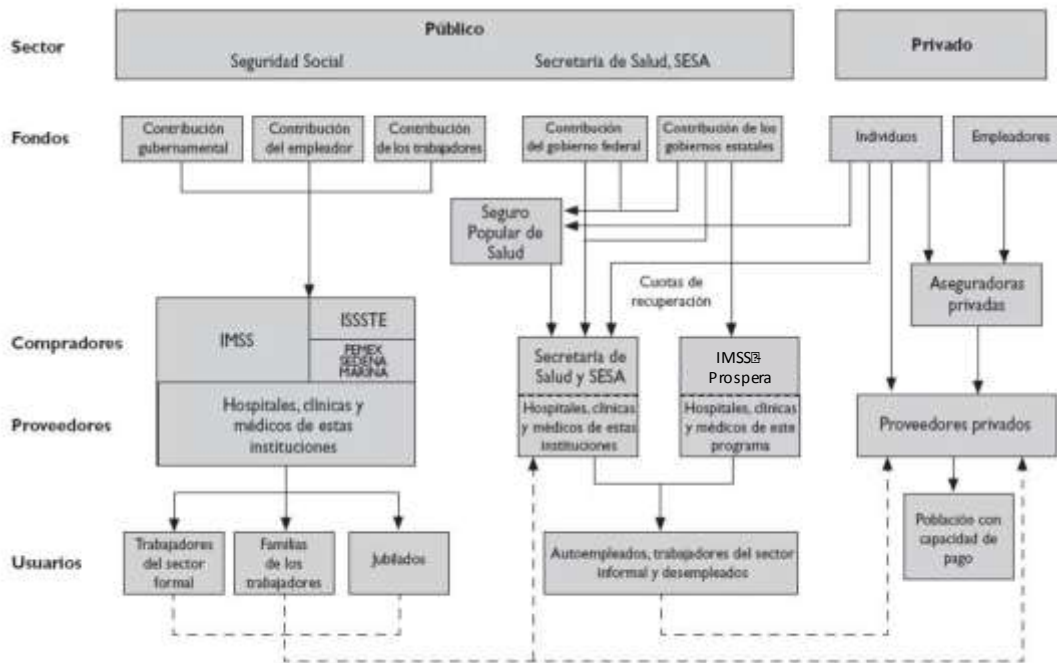 Sector
Público
Seguridad Social
Secretaría de Salud, SESA
Privado
Fondos
Contribución
gubernamental
Contribución
del empleador
Contribución
de los trabajadores
Contribución
del gobierno federal
Contribución de los
gobiernos estatales
Individuos
Empleadores
Seguro
Popular de
Salud
Cuotas de
recuperación
Aseguradoras
privadas
Compradores
IMSS
ISSSTE
PEMEX
SEDENA
MARINA
Secretaría de
Salud y SESA
IMSS
Prospera
Proveedores
Hospitales, clínicas y
médicos de estas
instituciones
Hospitales, clínicas
y médicos de estas
instituciones
Hospitales, clínicas
y médicos de este
programa
Proveedores privados
Usuarios
Trabajadores
del sector
formal
Familias
de los
trabajadores
Jubilados
Autoempleados, trabajadores del sector
informal y desempleados
Población con
capacidad de
pago